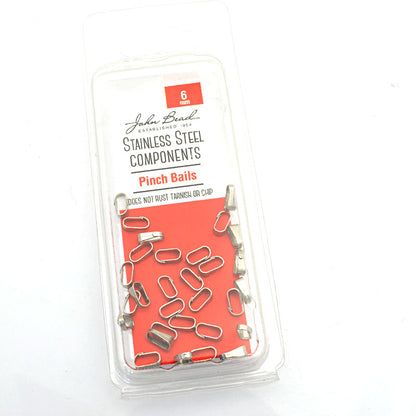 6
mm
John Bead
ESTABLISHED 1954
STAINLESS STEEL
COMPONENTS
Pinch Bails
DOES NOT RUST TARNISH OR CHIP